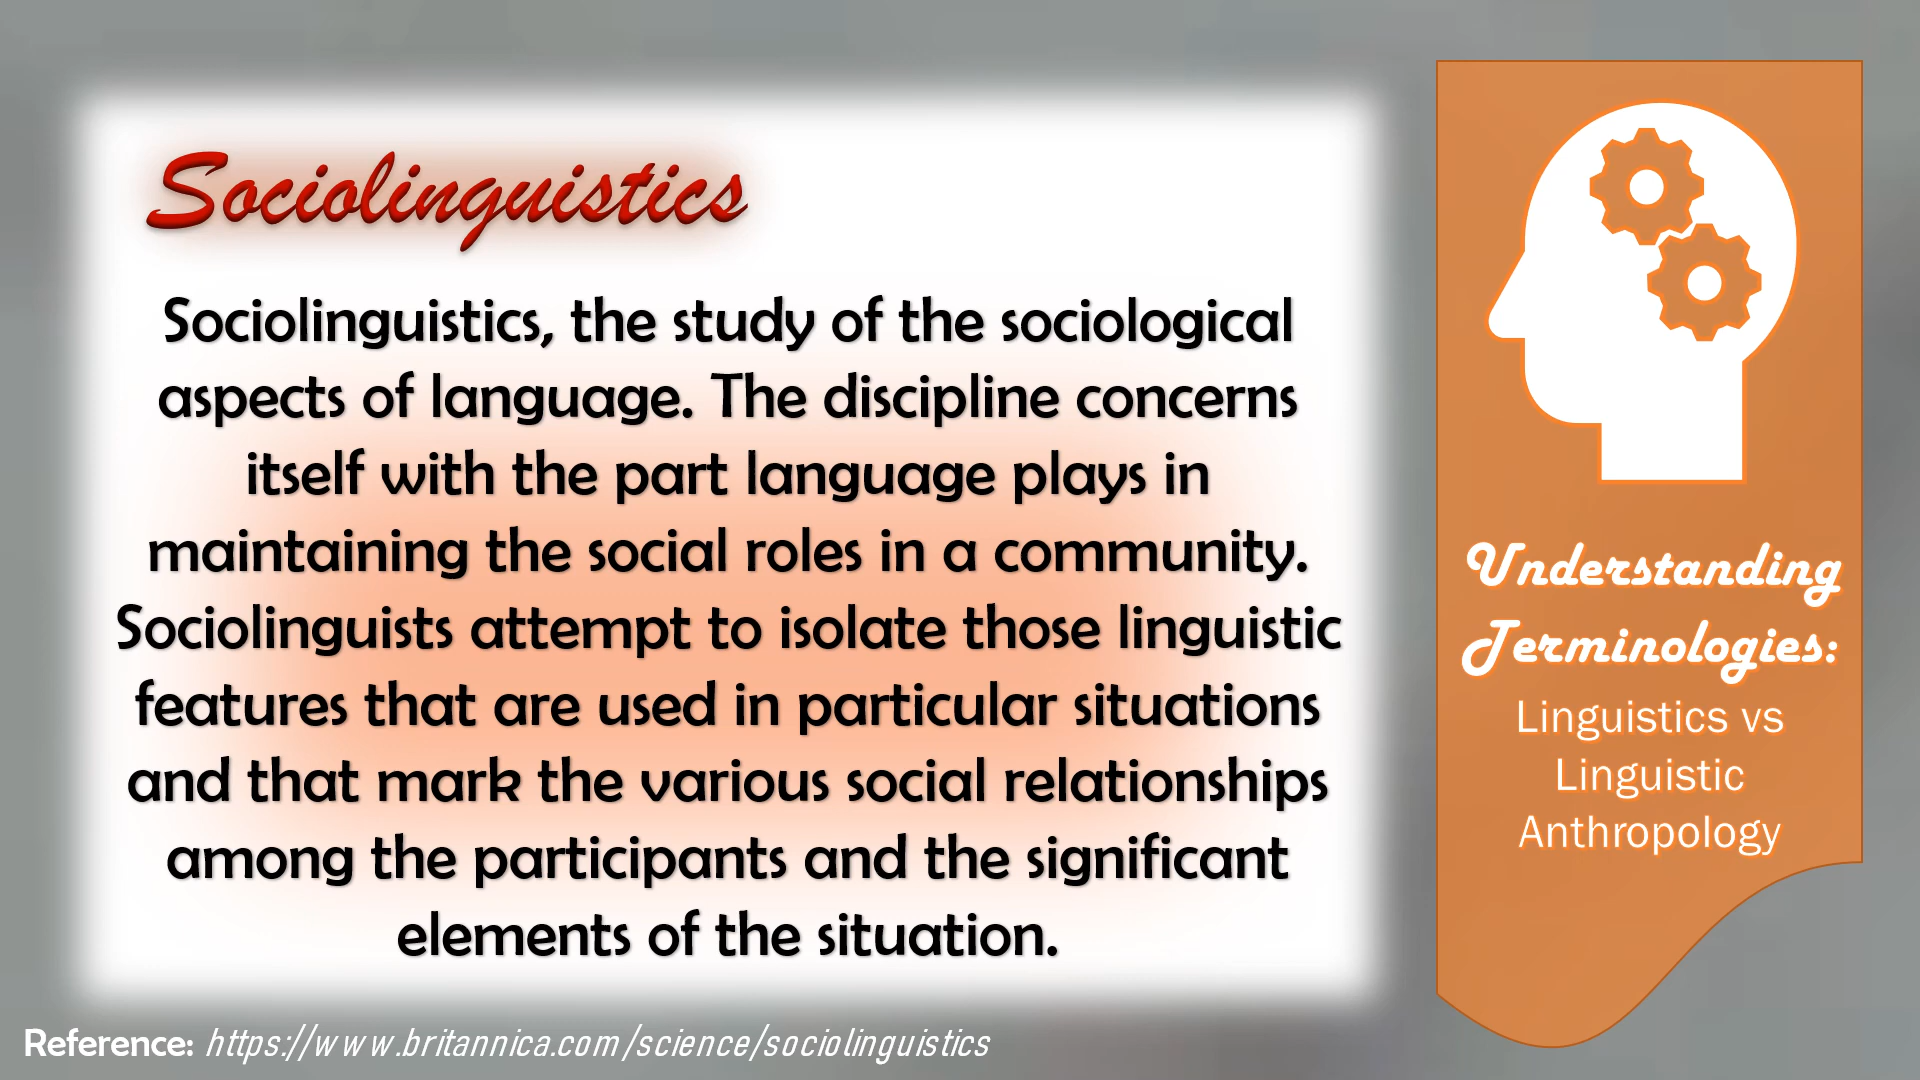 Sociolinguistics
Sociolinguistics, the study of the sociological
aspects of language. The discipline concerns
itself with the part language plays in
maintaining the social roles in a community.
Sociolinguists attempt to isolate those linguistic
features that are used in particular situations
and that mark the various social relationships
among the participants and the significant
elements of the situation.
Reference: https://www.britannica.com/science/sociolinguistics
Understanding
Terminologies:
Linguistics vs
Linguistic
Anthropology